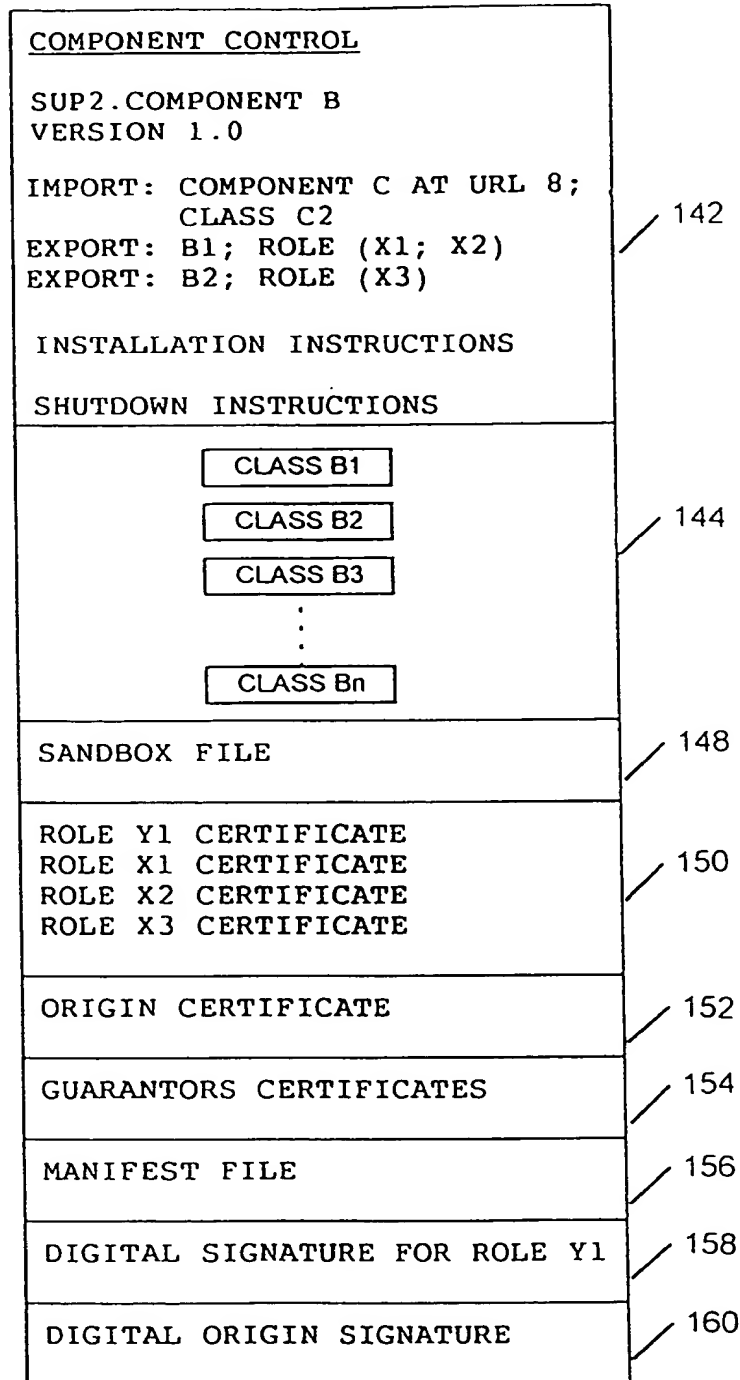 COMPONENT CONTROL
SUP2.COMPONENT B
VERSION 1.0
IMPORT: COMPONENT C AT URL 8;
CLASS C2
EXPORT: B1; ROLE (X1; X2)
EXPORT: B2; ROLE (X3)
INSTALLATION INSTRUCTIONS
SHUTDOWN INSTRUCTIONS
142
CLASS B1
CLASS B2
CLASS B3
CLASS Bn
144
SANDBOX FILE
148
ROLE Y1 CERTIFICATE
ROLE X1 CERTIFICATE
ROLE X2 CERTIFICATE
ROLE X3 CERTIFICATE
150
ORIGIN CERTIFICATE
152
GUARANTORS CERTIFICATES
154
MANIFEST FILE
156
DIGITAL SIGNATURE FOR ROLE Y1
158
DIGITAL ORIGIN SIGNATURE
160